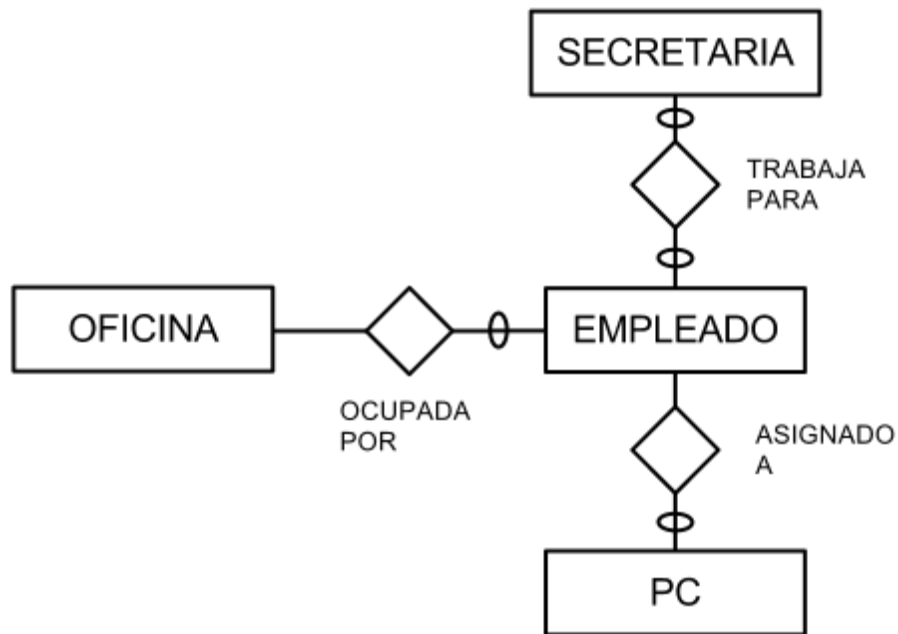 SECRETARIA
TRABAJA
PARA
OFICINA
EMPLEADO
OCUPADA
POR
ASIGNADO
A
PC